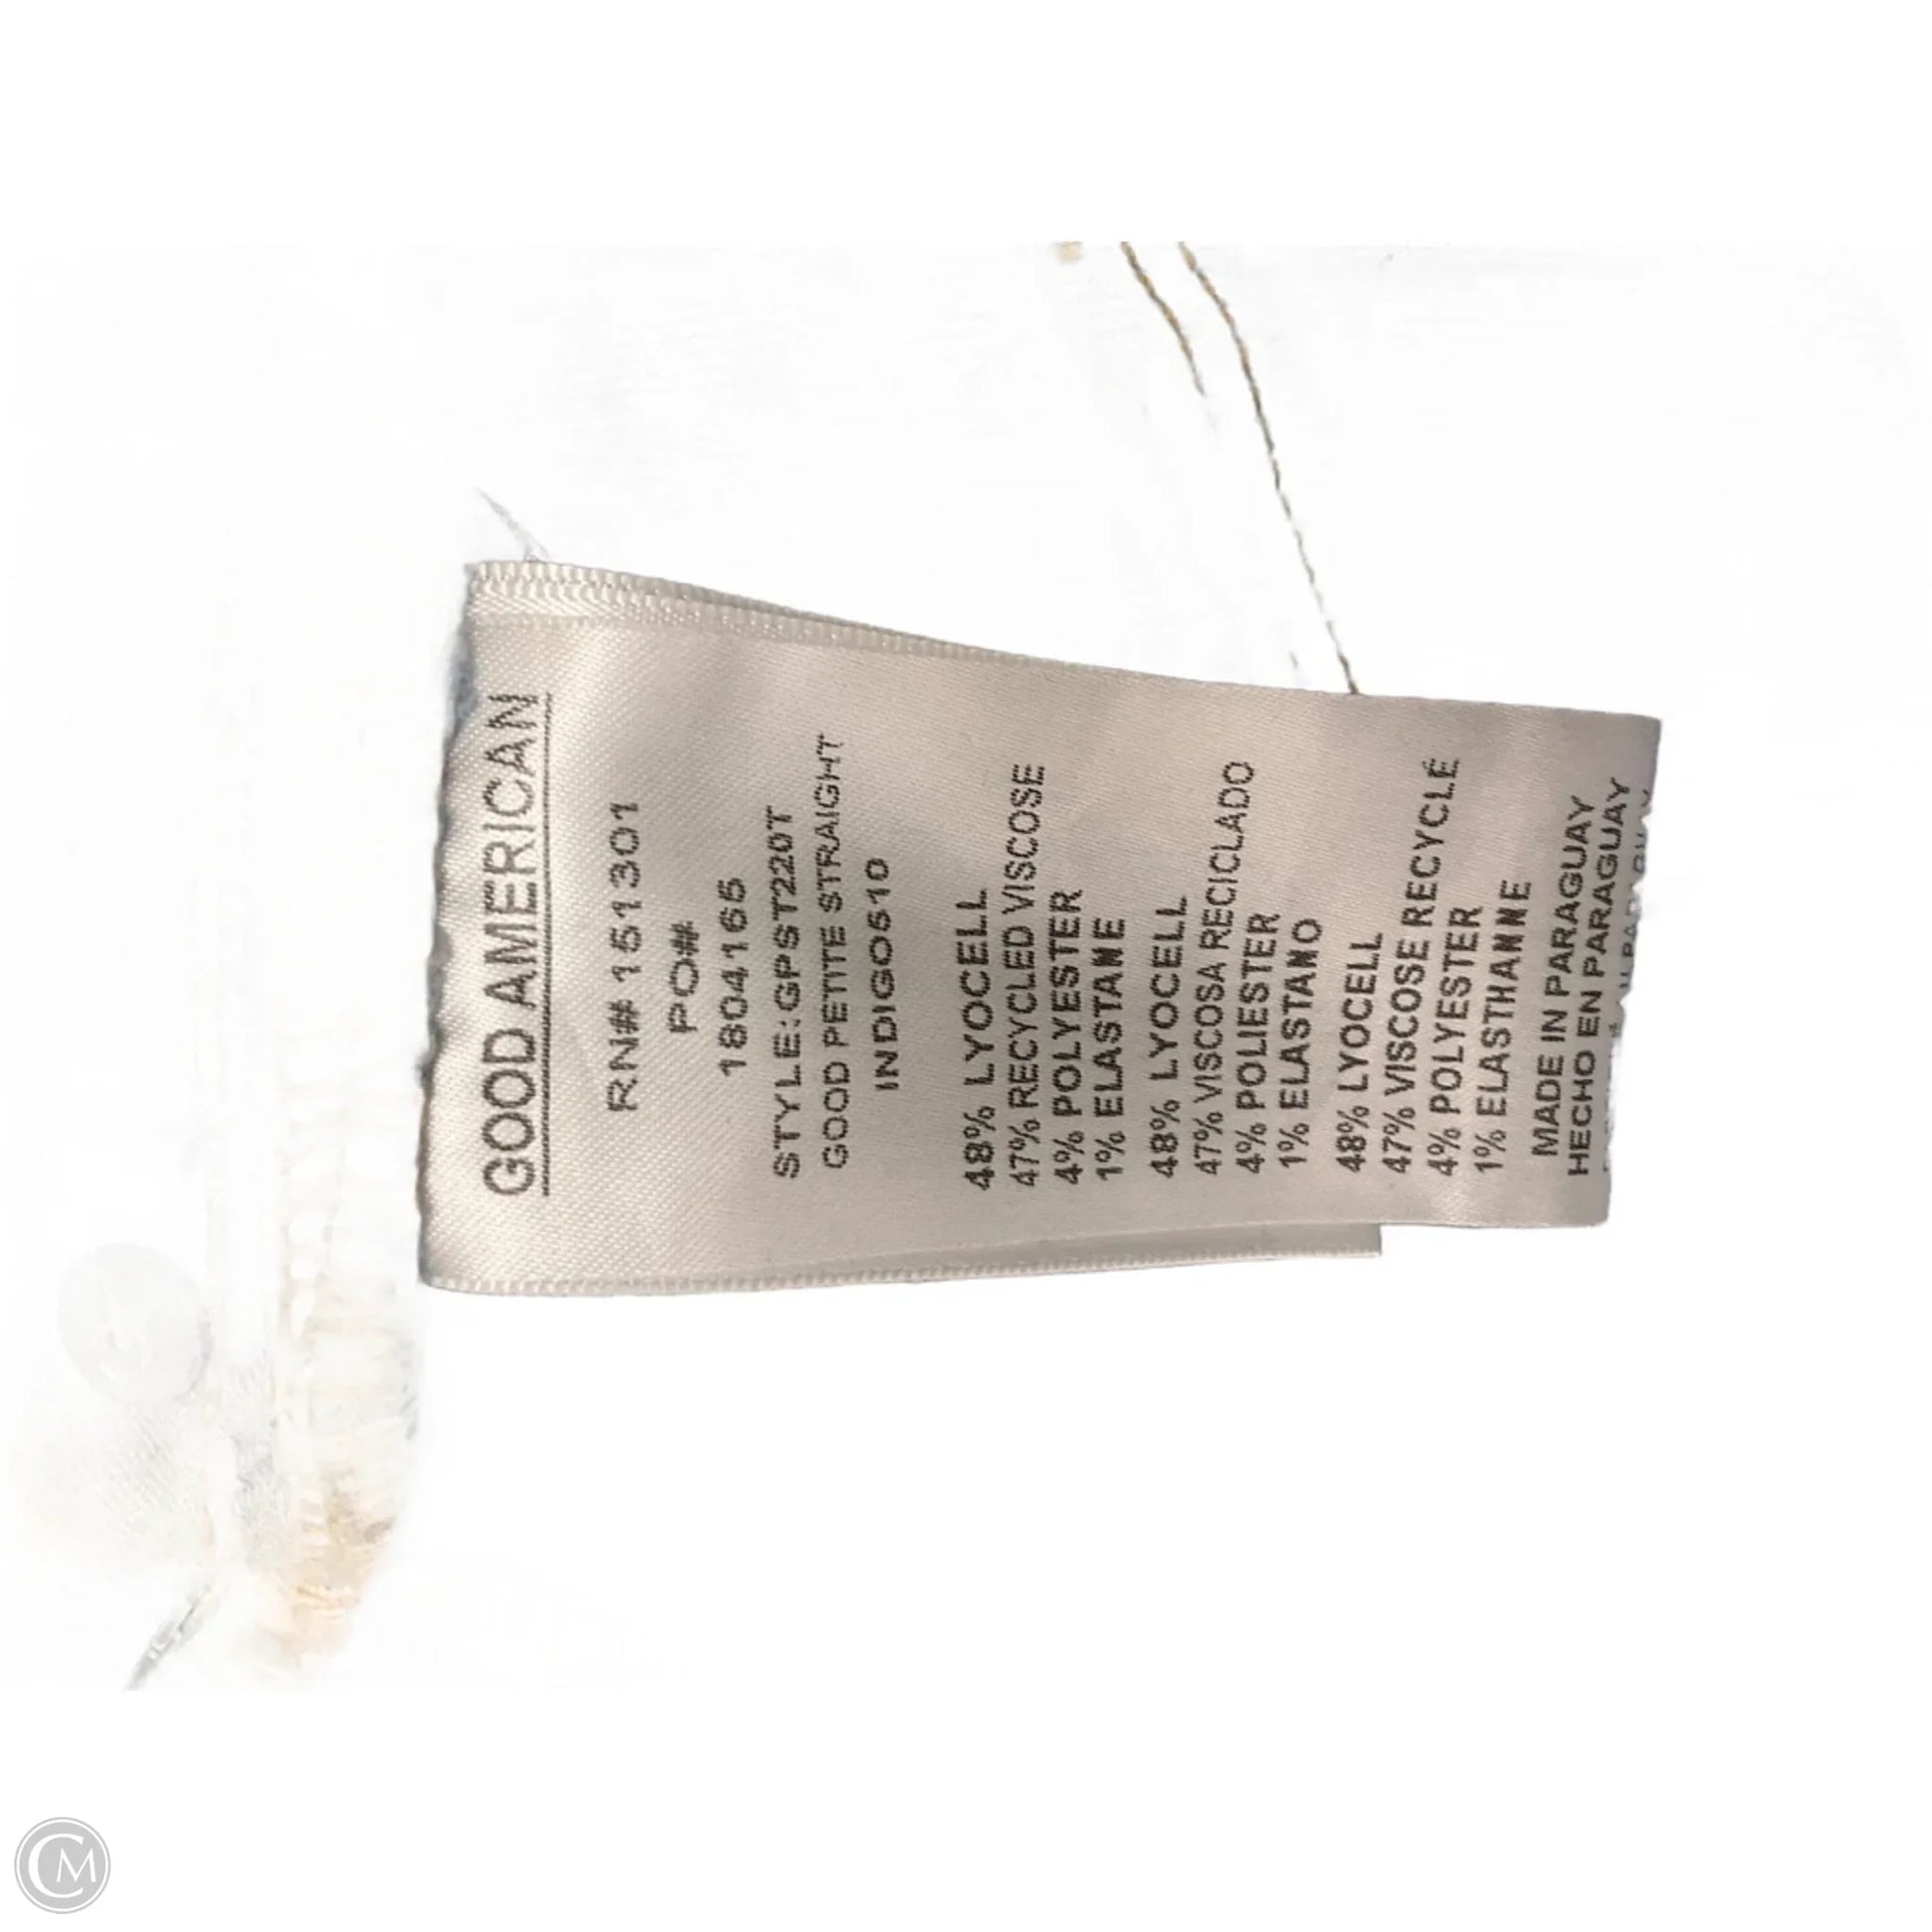 GOOD AMERICAN
RN# 151301
PO#
1804165
STYLE:GPST220T
GOOD PETITE STRAIGHT
INDIGO510
48% LYOCELL
47% RECYCLED VISCOSE
4% POLYESTER
1% ELASTANE
48% LYOCELL
47% VISCOSA RECICLADO
4% POLIESTER
1% ELASTANO
48% LYOCELL
47% VISCOSE RECYCLÉ
4% POLYESTER
1% ELASTHANNE
MADE IN PARAGUAY
HECHO EN PARAGUAY
CM